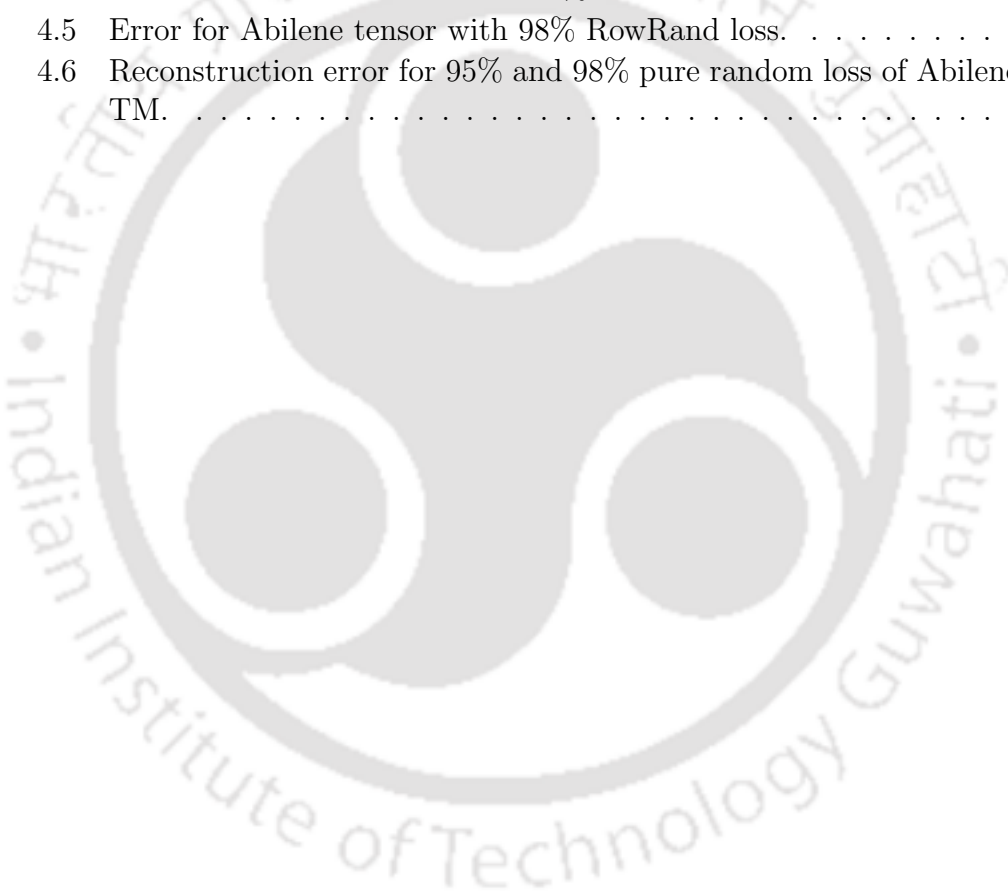 4.5 Error for Abilene tensor with 98% RowRand loss. . . . . . . . . .
4.6 Reconstruction error for 95% and 98% pure random loss of Abilene
TM. . . . . . . . . . . . . . . . . . . . . . . . . . . . . . . . . .
Indian Institute of Technology Guwahati